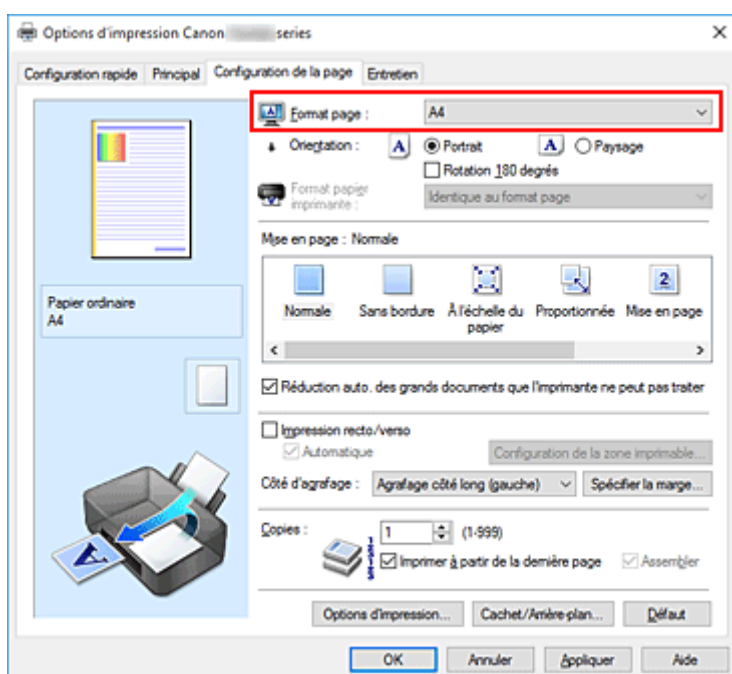 Options d'impression Canon series
Configuration rapide Principal Configuration de la page Entretien
Format page : A4
Orientation : A Portrait A Paysage
Rotation 180 degrés
Format papier imprimante : Identique au format page
Mise en page : Normale
2
Normale Sans bordure À l'échelle du papier Proportionnée Mise en page
Papier ordinaire
A4
Réduction auto. des grands documents que l'imprimante ne peut pas traiter
Impression recto/verso
Automatique Configuration de la zone imprimable...
Côté d'agrafage : Agrafage côté long (gauche) Spécifier la marge...
Copies : 1 (1-999)
Imprimer à partir de la dernière page Assembler
A
Options d'impression... Cachet/Arrière-plan... Défaut
OK Annuler Appliquer Aide